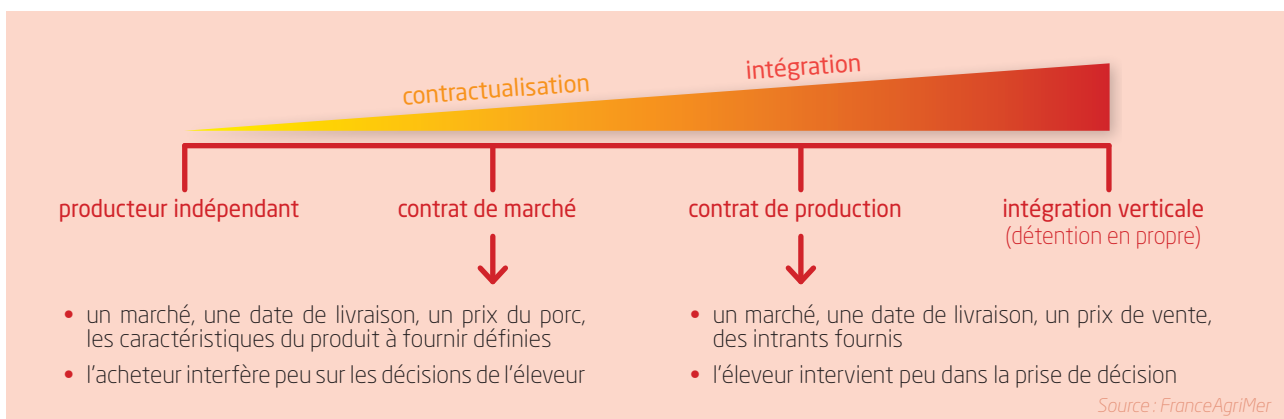 contractualisation
intégration
producteur indépendant
contrat de marché
contrat de production
intégration verticale
(détention en propre)
• un marché, une date de livraison, un prix du porc,
les caractéristiques du produit à fournir définies
• l'acheteur interfère peu sur les décisions de l'éleveur
• un marché, une date de livraison, un prix de vente,
des intrants fournis
• l'éleveur intervient peu dans la prise de décision
Source : FranceAgriMer